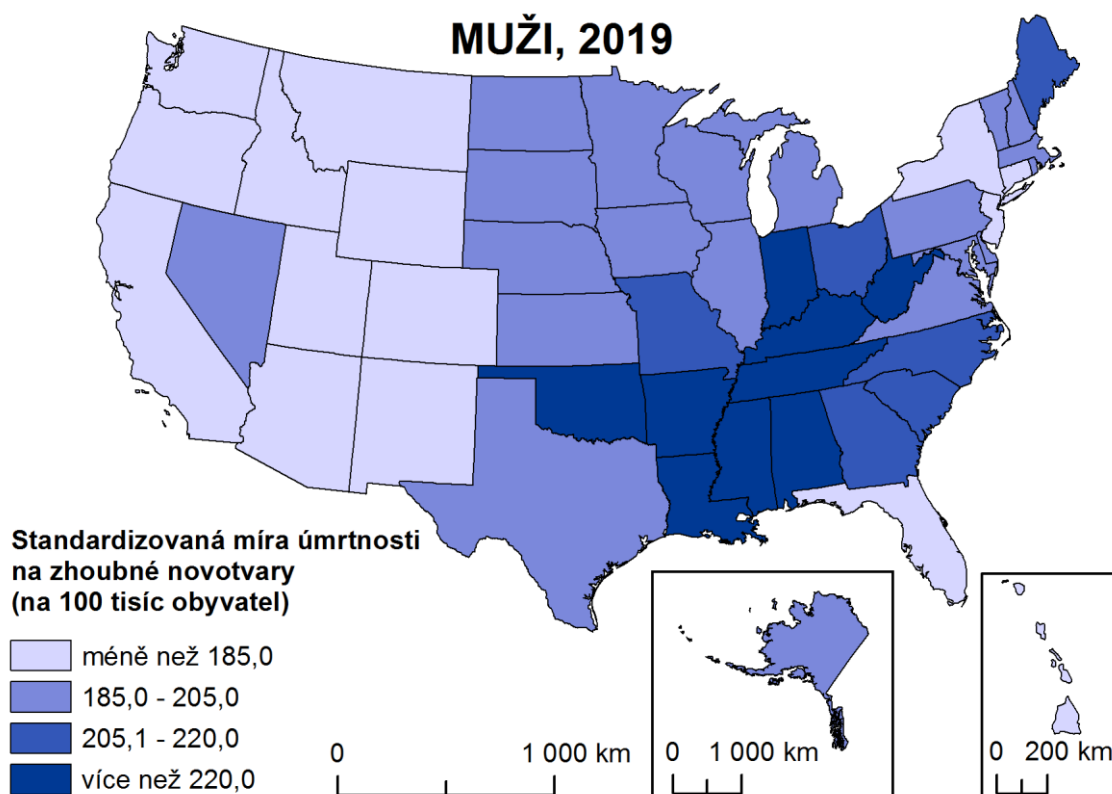 MUŽI, 2019
Standardizovaná míra úmrtnosti
na zhoubné novotvary
(na 100 tisíc obyvatel)
méně než 185,0
185,0 - 205,0
205,1 - 220,0
více než 220,0
0 1 000 km
0 1 000 km
0 200 km